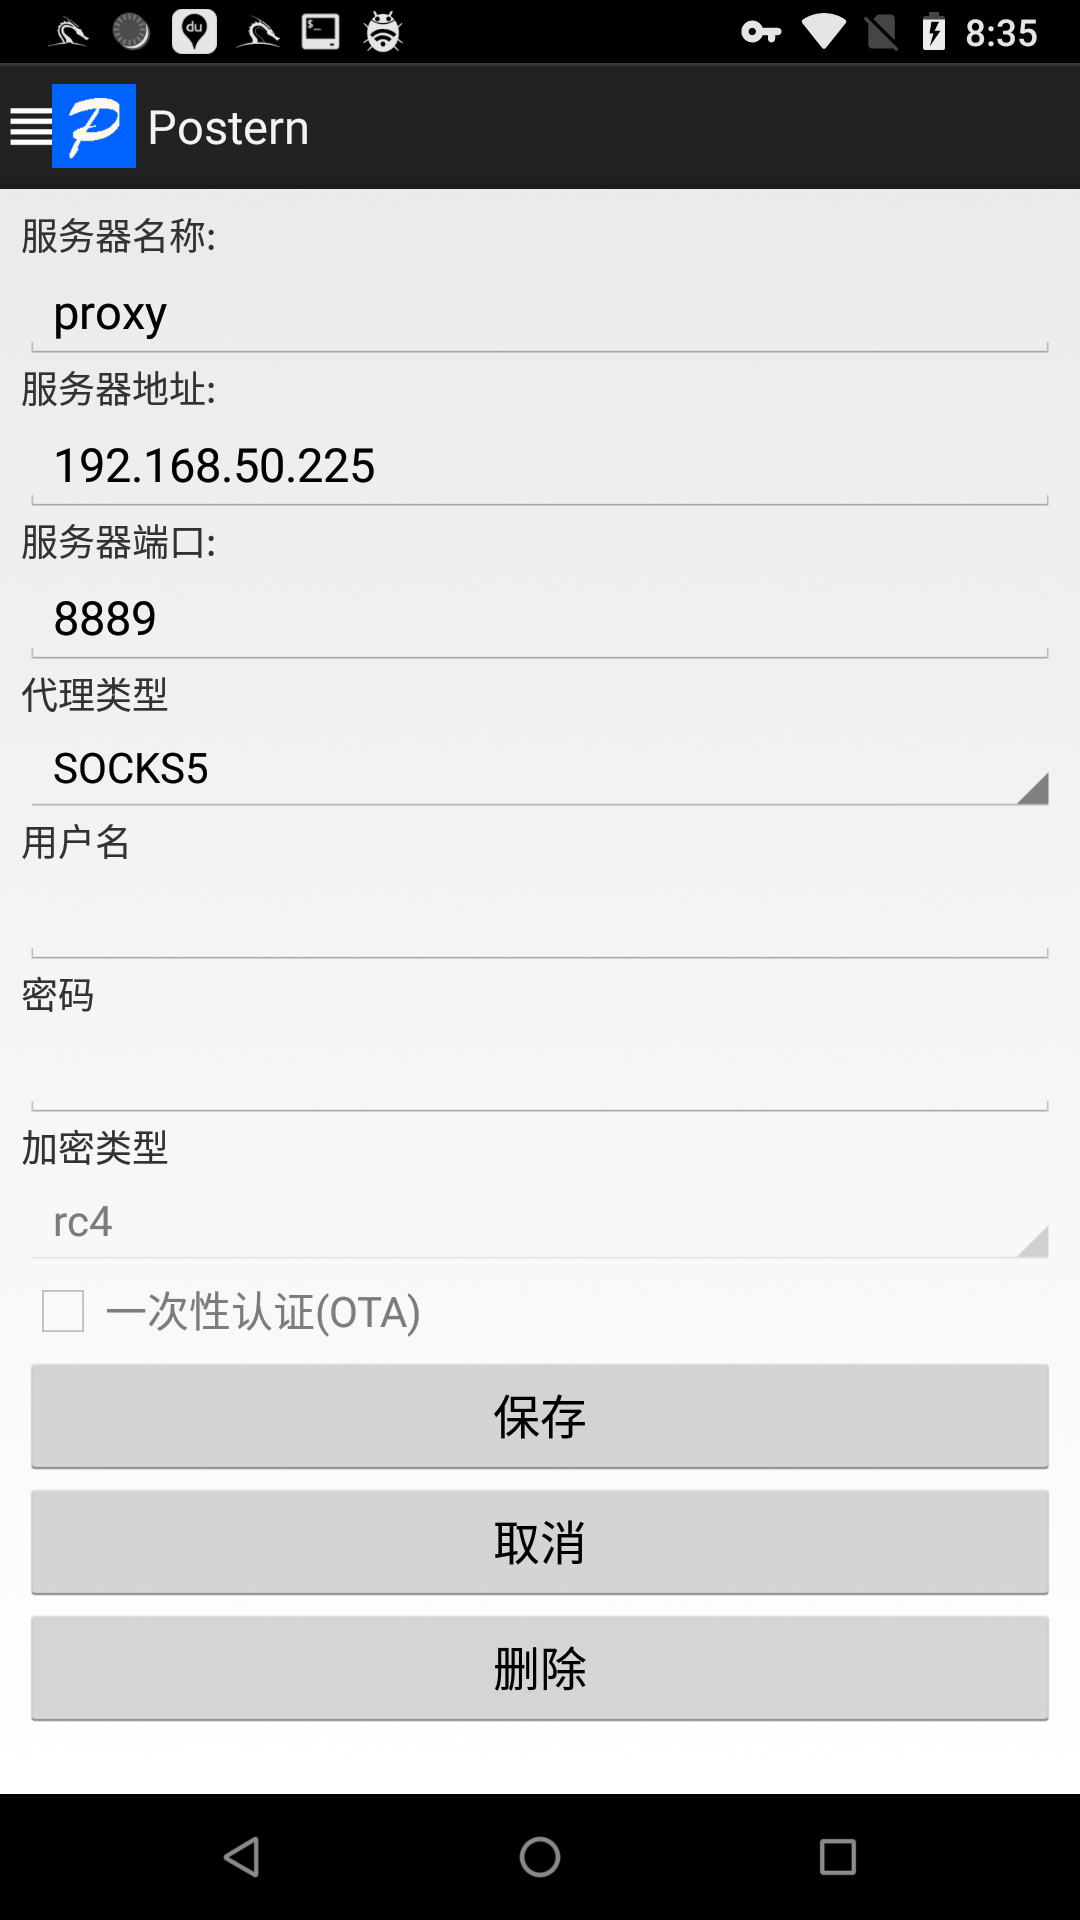 8:35
Postern
服务器名称:
proxy
服务器地址:
192.168.50.225
服务器端口:
8889
代理类型
SOCKS5
用户名
密码
加密类型
rc4
一次性认证(OTA)
保存
取消
删除